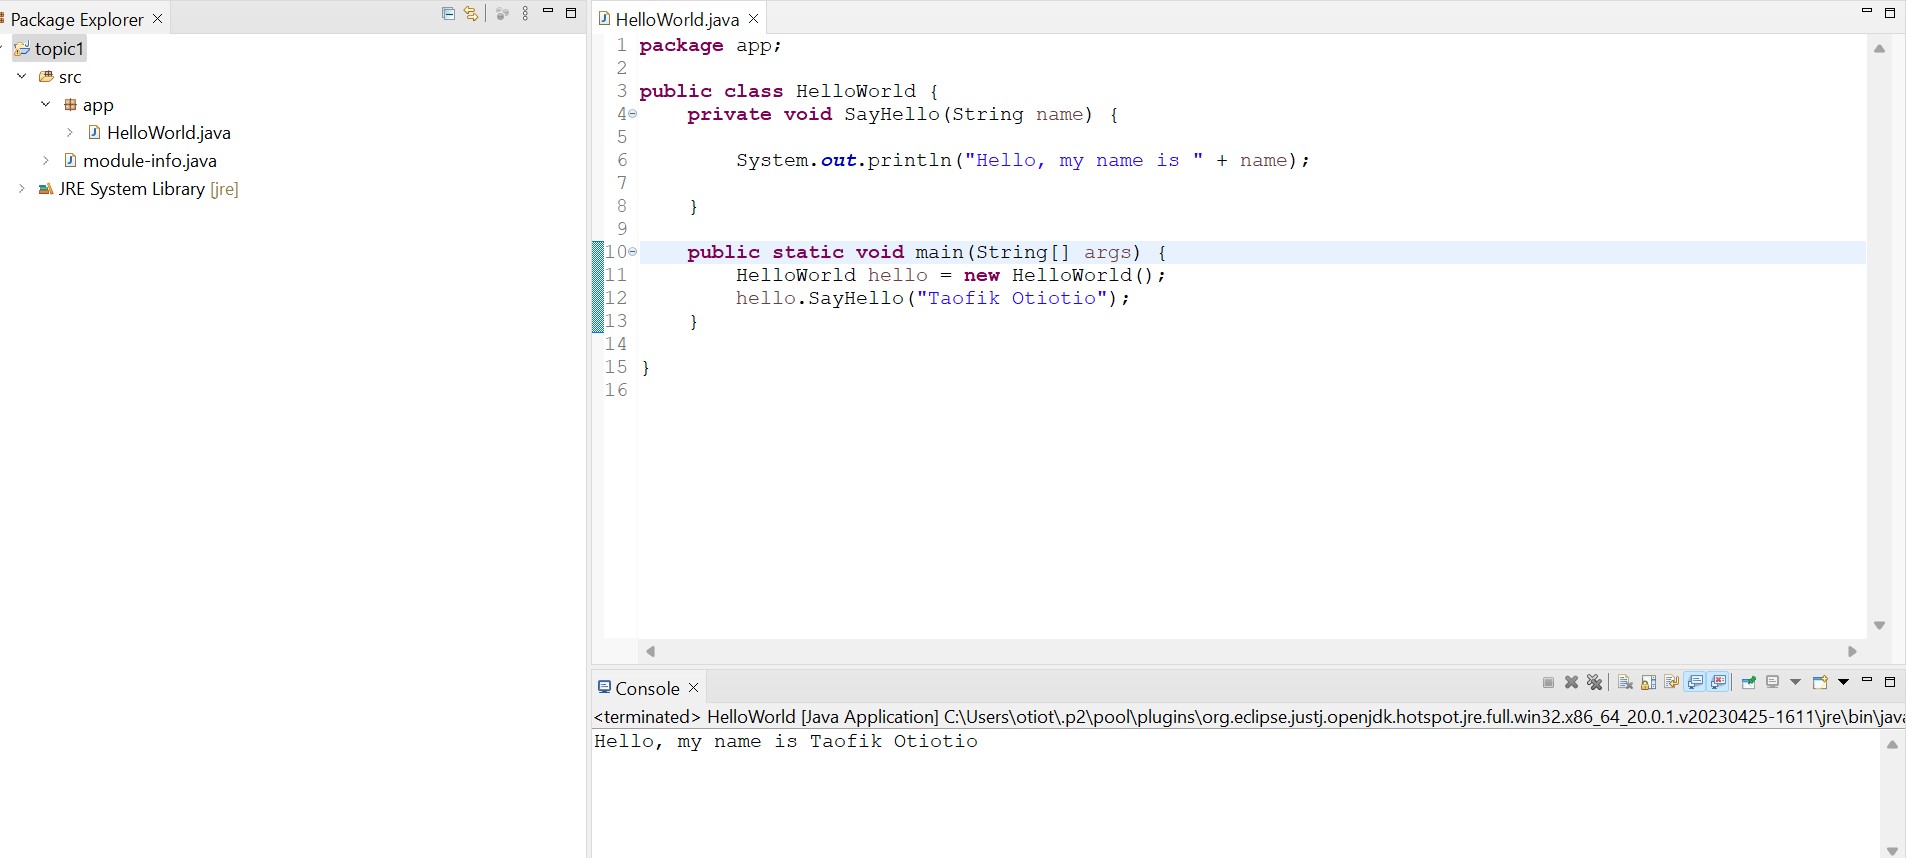 Package Explorer
topic1
src
app
HelloWorld.java
module-info.java
JRE System Library [jre]
HelloWorld.java
1 package app;
2
3 public class HelloWorld {
4     private void SayHello(String name) {
5
6         System.out.println("Hello, my name is " + name);
7
8     }
9
10     public static void main(String[] args) {
11         HelloWorld hello = new HelloWorld();
12         hello.SayHello("Taofik Otiotio");
13     }
14
15 }
16
Console
<terminated> HelloWorld [Java Application] C:\Users\otiot\.p2\pool\plugins\org.eclipse.justj.openjdk.hotspot.jre.full.win32.x86_64_20.0.1.v20230425-1611\jre\bin\java
Hello, my name is Taofik Otiotio